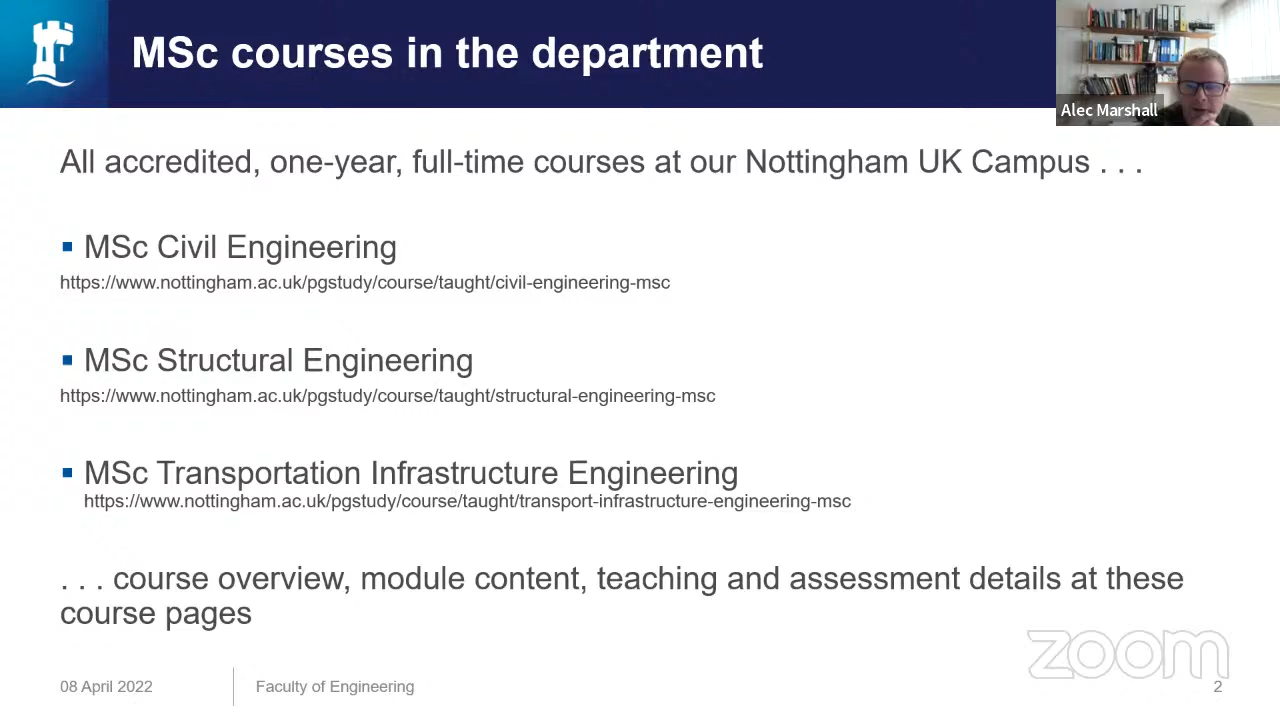 MSc courses in the department
Alec Marshall
All accredited, one-year, full-time courses at our Nottingham UK Campus . . .
▪ MSc Civil Engineering
https://www.nottingham.ac.uk/pgstudy/course/taught/civil-engineering-msc
▪ MSc Structural Engineering
https://www.nottingham.ac.uk/pgstudy/course/taught/structural-engineering-msc
▪ MSc Transportation Infrastructure Engineering
https://www.nottingham.ac.uk/pgstudy/course/taught/transport-infrastructure-engineering-msc
. . . course overview, module content, teaching and assessment details at these
course pages
zoom
08 April 2022
Faculty of Engineering
2